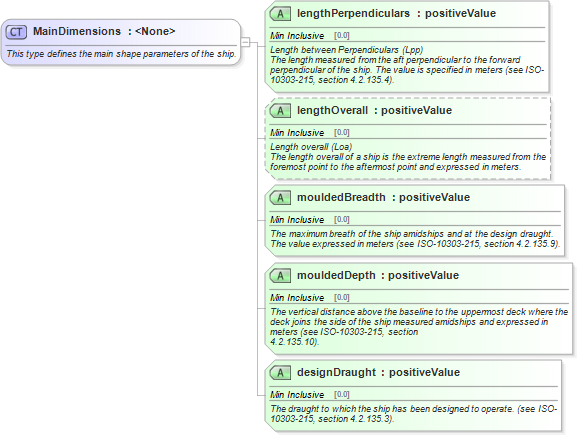 CT MainDimensions : <None>
This type defines the main shape parameters of the ship.
A lengthPerpendiculars : positiveValue
Min Inclusive [0.0]
Length between Perpendiculars (Lpp)
The length measured from the aft perpendicular to the forward
perpendicular of the ship. The value is specified in meters (see ISO-
10303-215, section 4.2.135.4).
A lengthOverall : positiveValue
Min Inclusive [0.0]
Length overall (Loa)
The length overall of a ship is the extreme length measured from the
foremost point to the aftermost point and expressed in meters.
A mouldedBreadth : positiveValue
Min Inclusive [0.0]
The maximum breath of the ship amidships and at the design draught.
The value expressed in meters (see ISO-10303-215, section 4.2.135.9).
A mouldedDepth : positiveValue
Min Inclusive [0.0]
The vertical distance above the baseline to the uppermost deck where the
deck joins the side of the ship measured amidships and expressed in
meters (see ISO-10303-215, section
4.2.135.10).
A designDraught : positiveValue
Min Inclusive [0.0]
The draught to which the ship has been designed to operate. (see ISO-
10303-215, section 4.2.135.3).